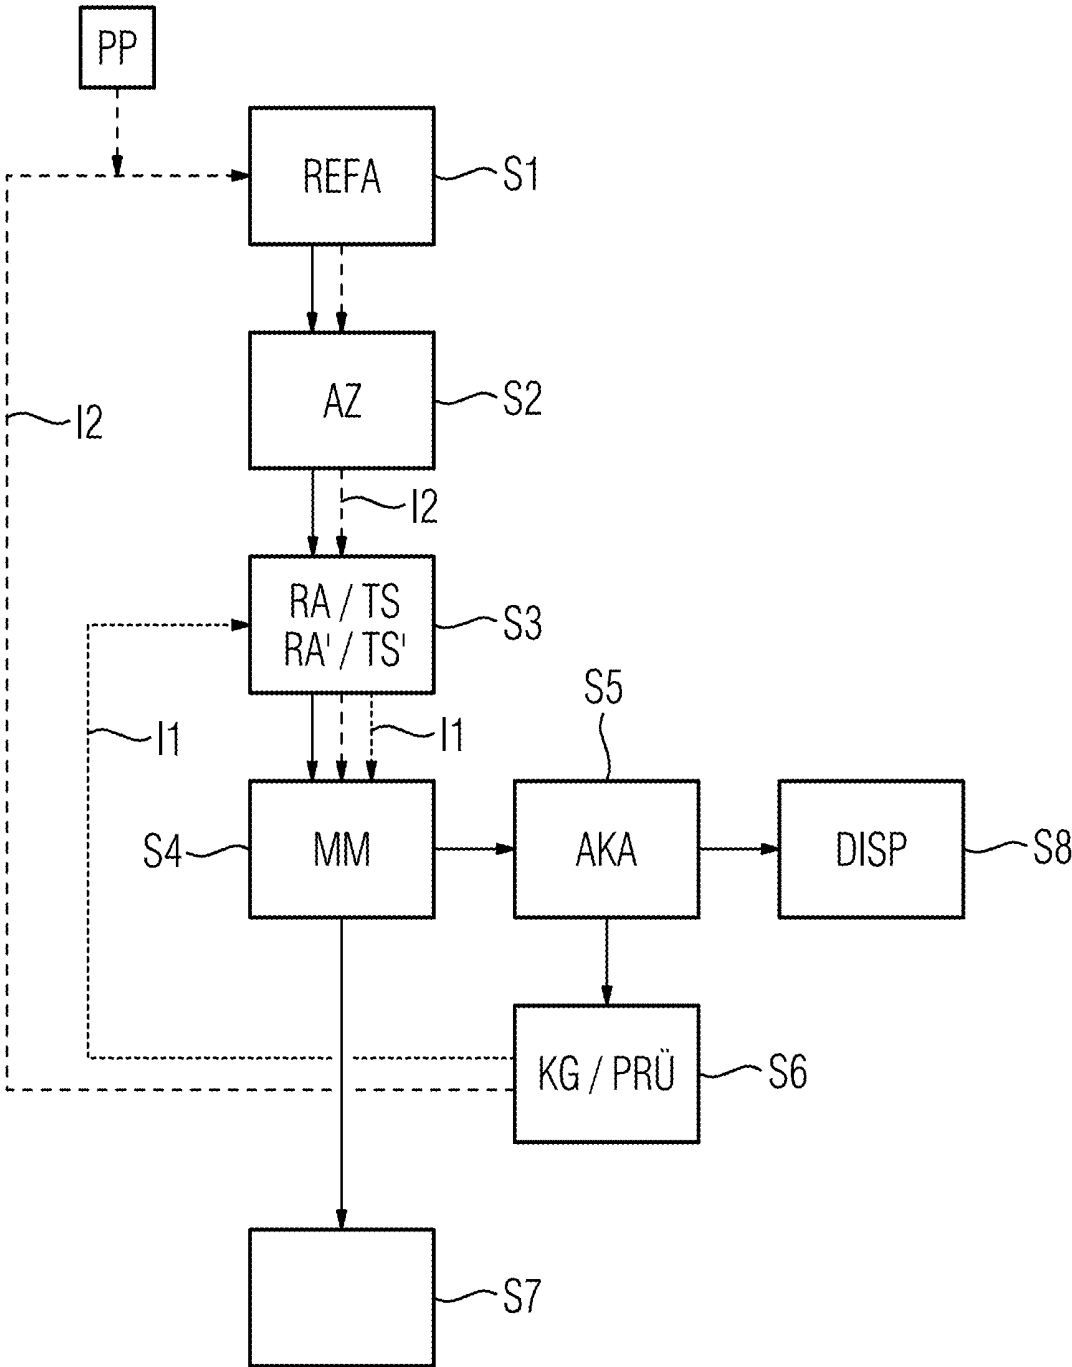 PP
REFA
S1
AZ
S2
I2
I2
RA / TS
RA' / TS'
S3
I1
I1
S5
S4
MM
AKA
DISP
S8
KG / PRÜ
S6
S7